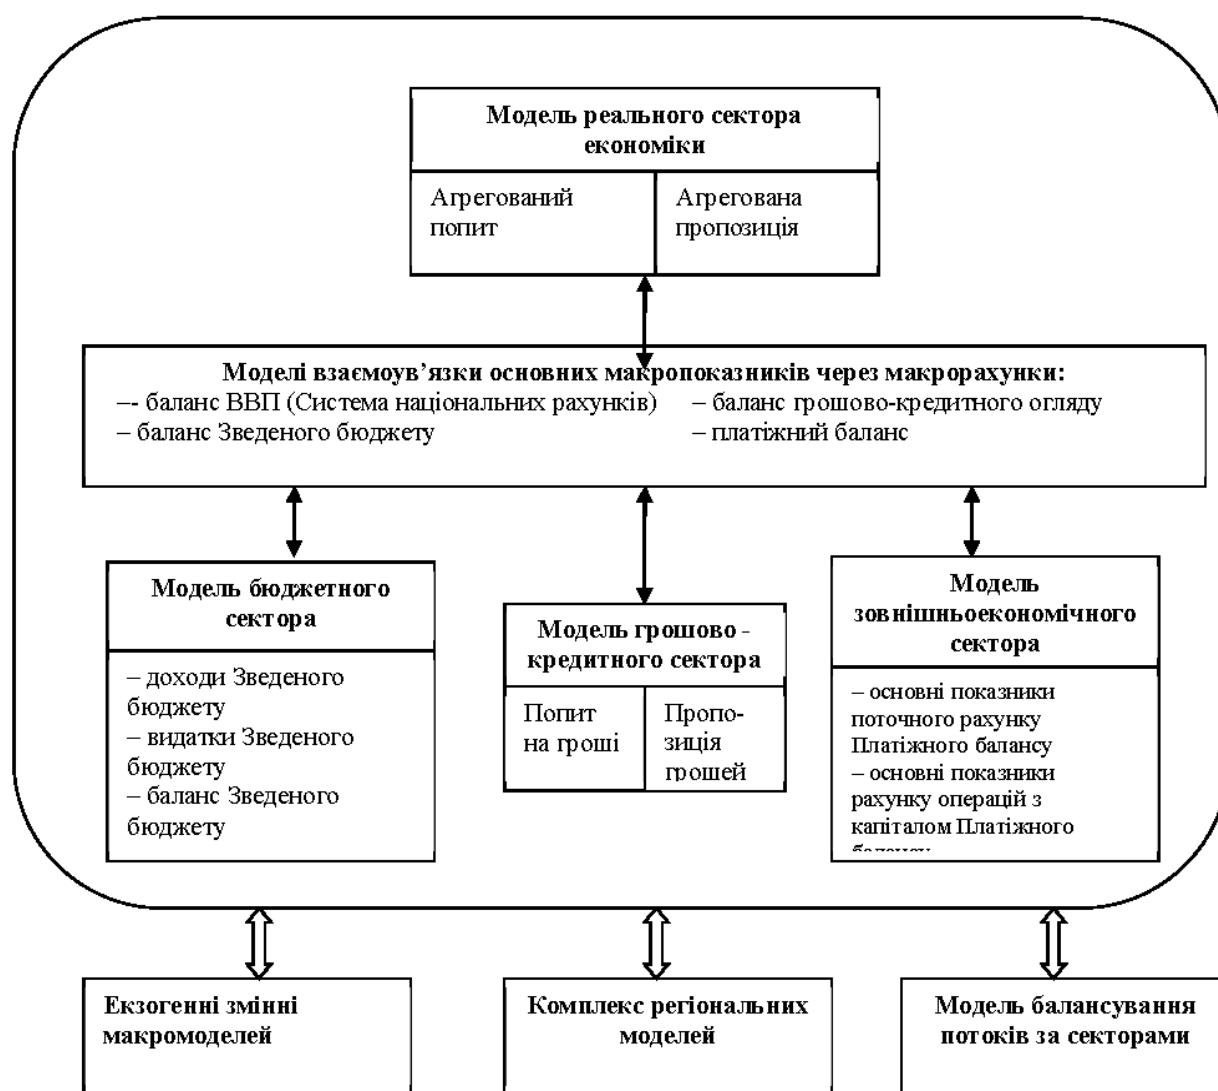 Модель реального сектора
економіки
Агрегований
попит
Агрегована
пропозиція
Моделі взаємоув’язки основних макропоказників через макрорахунки:
–- баланс ВВП (Система національних рахунків)
– баланс грошово-кредитного огляду
– баланс Зведеного бюджету
– платіжний баланс
Модель бюджетного
сектора
– доходи Зведеного
бюджету
– видатки Зведеного
бюджету
– баланс Зведеного
бюджету
Модель грошово -
кредитного сектора
Попит
на гроші
Пропо-
зиція
грошей
Модель
зовнішньоекономічного
сектора
– основні показники
поточного рахунку
Платіжного балансу
– основні показники
рахунку операцій з
капіталом Платіжного
балансу
Екзогенні змінні
макромоделей
Комплекс регіональних
моделей
Модель балансування
потоків за секторами